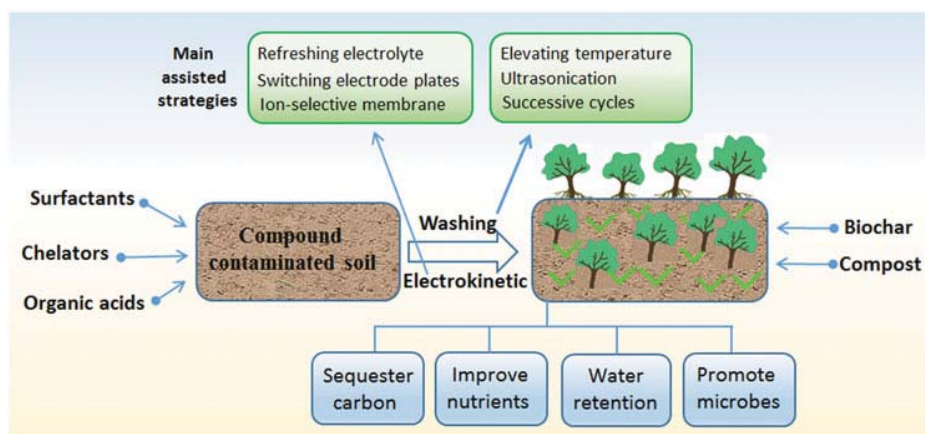 Main
assisted
strategies
Refreshing electrolyte
Switching electrode plates
Ion-selective membrane
Elevating temperature
Ultrasonication
Successive cycles
Surfactants
Chelators
Organic acids
Compound
contaminated soil
Washing
Electrokinetic
Biochar
Compost
Sequester
carbon
Improve
nutrients
Water
retention
Promote
microbes